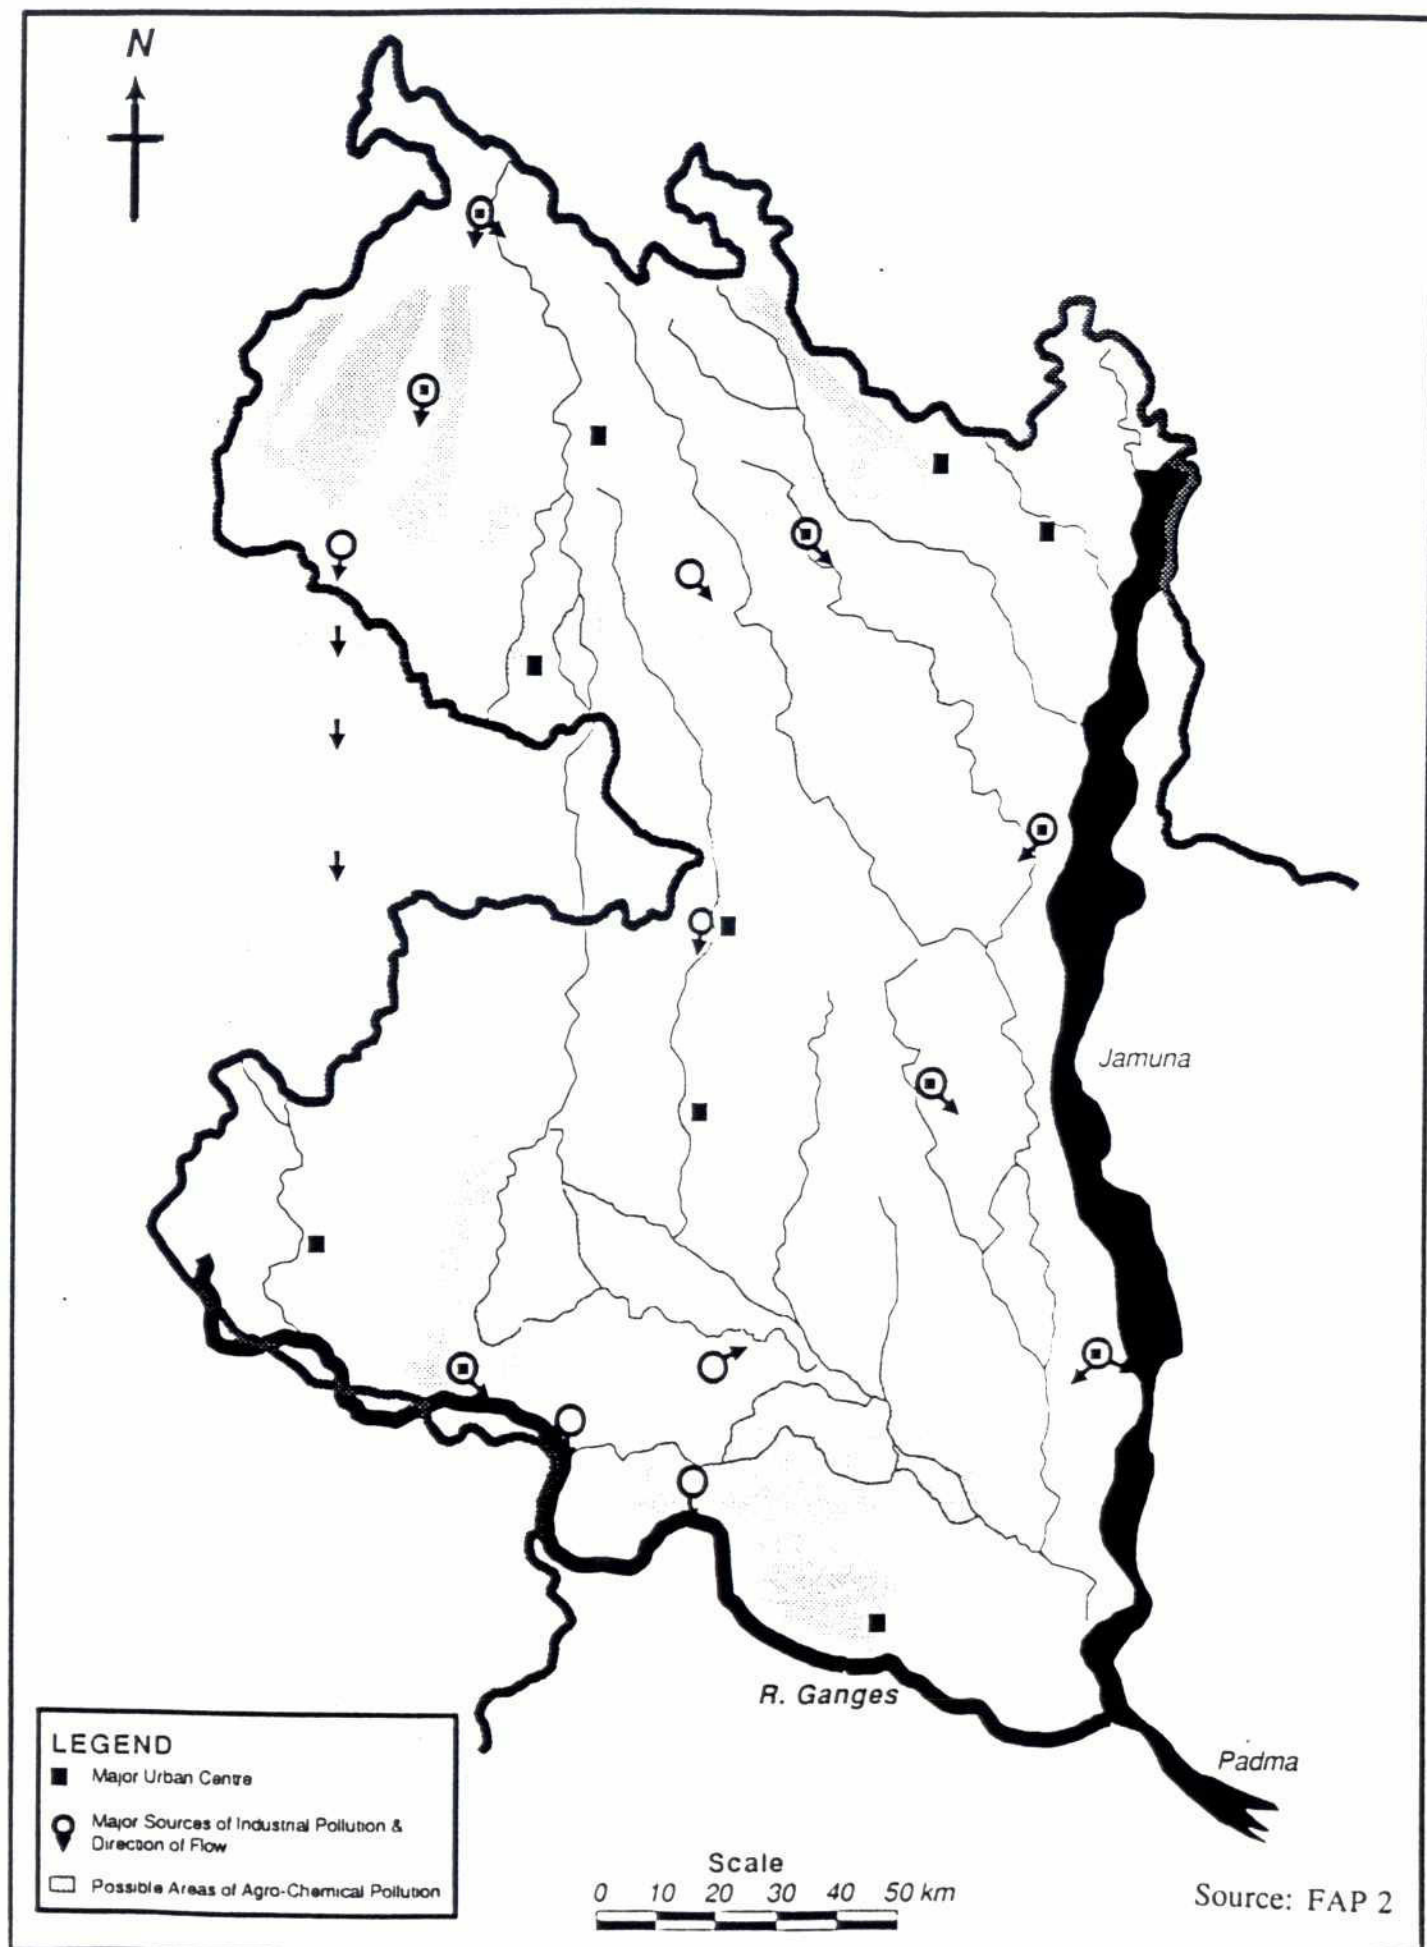 N
Jamuna
R. Ganges
Padma
LEGEND
Major Urban Centre
Major Sources of Industrial Pollution &
Direction of Flow
Possible Areas of Agro-Chemical Pollution
Scale
0 10 20 30 40 50 km
Source: FAP 2